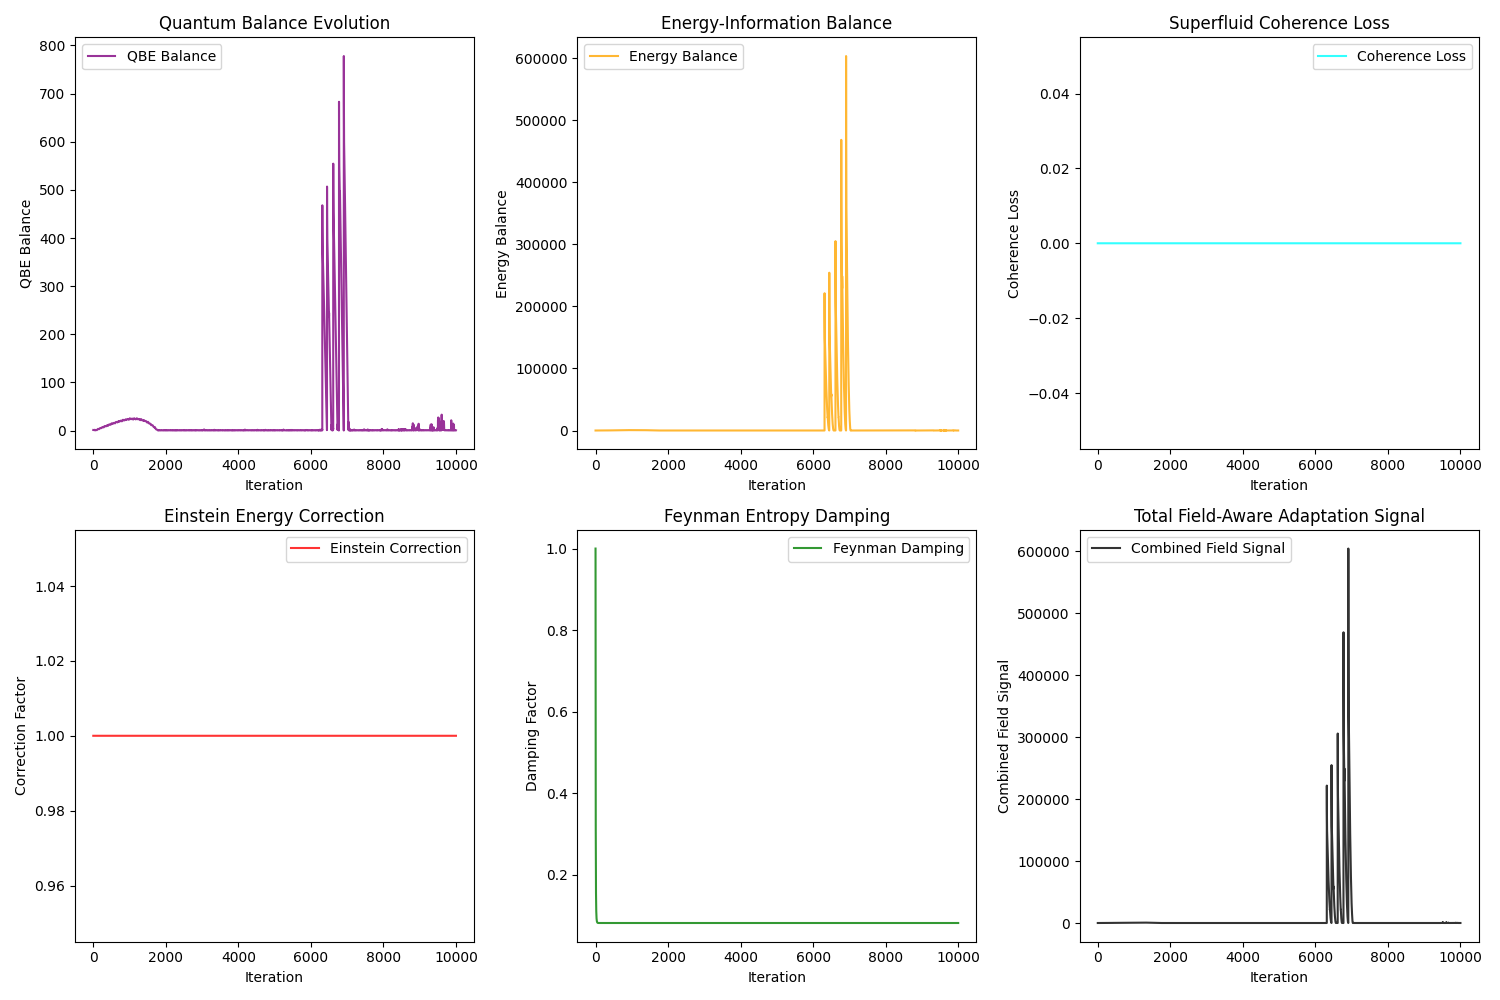 Quantum Balance Evolution
QBE Balance
QBE Balance
800
700
600
500
400
300
200
100
0
0 2000 4000 6000 8000 10000
Iteration
Energy-Information Balance
Energy Balance
Energy Balance
600000
500000
400000
300000
200000
100000
0
0 2000 4000 6000 8000 10000
Iteration
Superfluid Coherence Loss
Coherence Loss
Coherence Loss
0.04
0.02
0.00
−0.02
−0.04
0 2000 4000 6000 8000 10000
Iteration
Einstein Energy Correction
Einstein Correction
Correction Factor
1.04
1.02
1.00
0.98
0.96
0 2000 4000 6000 8000 10000
Iteration
Feynman Entropy Damping
Feynman Damping
Damping Factor
1.0
0.8
0.6
0.4
0.2
0 2000 4000 6000 8000 10000
Iteration
Total Field-Aware Adaptation Signal
Combined Field Signal
Combined Field Signal
600000
500000
400000
300000
200000
100000
0
0 2000 4000 6000 8000 10000
Iteration